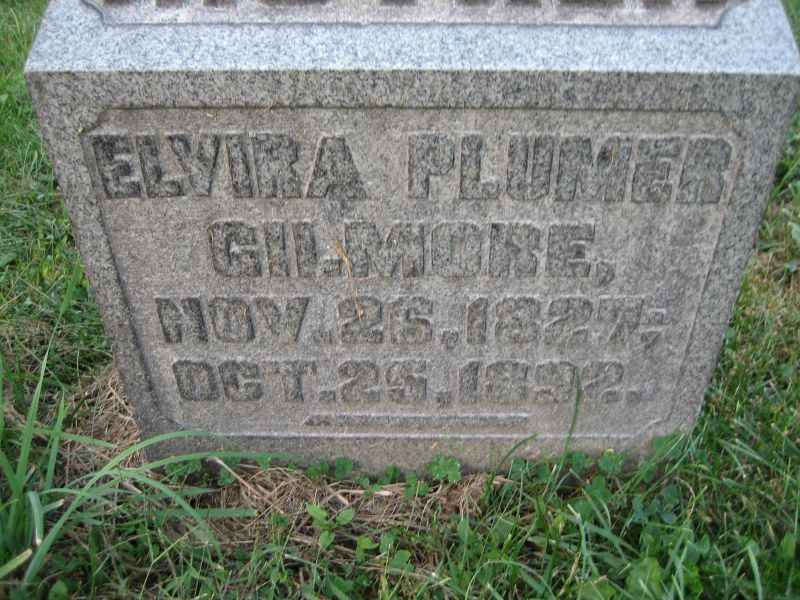 ELVIRA PLUMER
GILMORE,
NOV. 26. 1827;
OCT. 25. 1892.